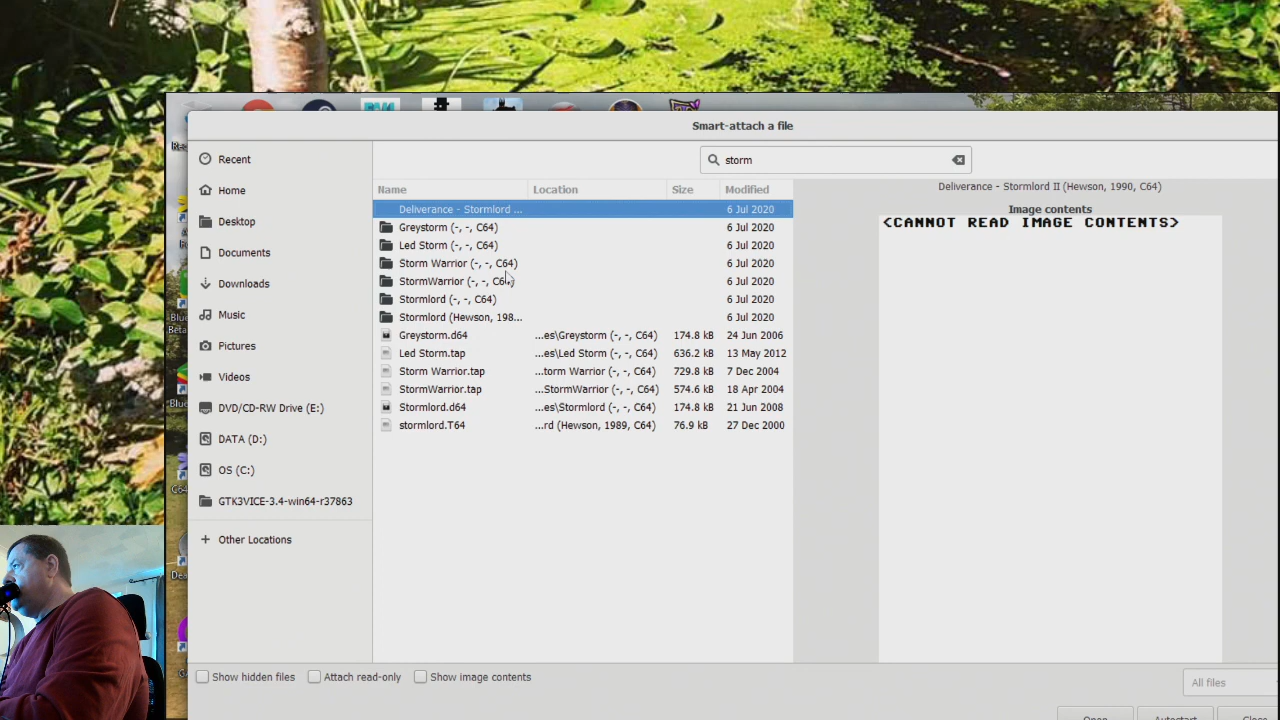 Smart-attach a file
storm
Recent
Home
Desktop
Documents
Downloads
Music
Pictures
Videos
DVD/CD-RW Drive (E:)
DATA (D:)
OS (C:)
GTK3VICE-3.4-win64-r37863
Other Locations
Name Location Size Modified
Deliverance - Stormlord ... 6 Jul 2020
Greystorm (-, -, C64) 6 Jul 2020
Led Storm (-, -, C64) 6 Jul 2020
Storm Warrior (-, -, C64) 6 Jul 2020
StormWarrior (-, -, C64) 6 Jul 2020
Stormlord (-, -, C64) 6 Jul 2020
Stormlord (Hewson, 198... 6 Jul 2020
Greystorm.d64 ...es\Greystorm (-, -, C64) 174.8 kB 24 Jun 2006
Led Storm.tap ...es\Led Storm (-, -, C64) 636.2 kB 13 May 2012
Storm Warrior.tap ...torm Warrior (-, -, C64) 729.8 kB 7 Dec 2004
StormWarrior.tap ...StormWarrior (-, -, C64) 574.6 kB 18 Apr 2004
Stormlord.d64 ...es\Stormlord (-, -, C64) 174.8 kB 21 Jun 2008
stormlord.T64 ...rd (Hewson, 1989, C64) 76.9 kB 27 Dec 2000
Deliverance - Stormlord II (Hewson, 1990, C64)
Image contents
<CANNOT READ IMAGE CONTENTS>
Show hidden files
Attach read-only
Show image contents
All files
Open
Autostart
Close